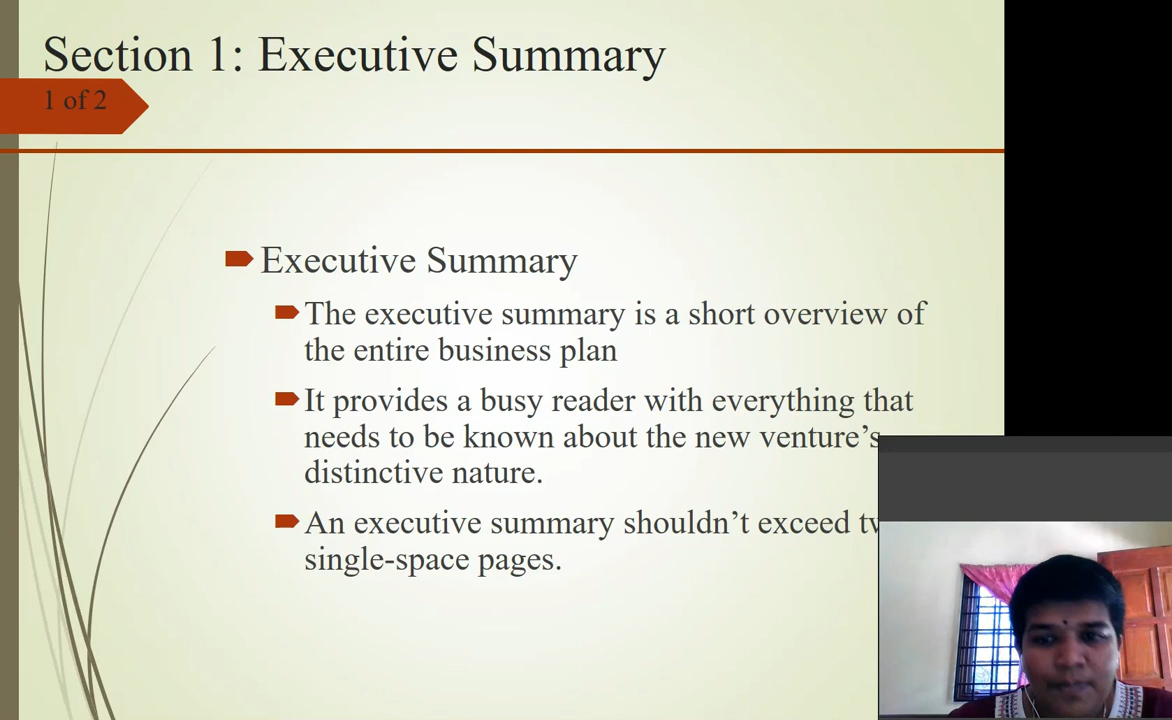 Section 1: Executive Summary
1 of 2
Executive Summary
The executive summary is a short overview of
the entire business plan
It provides a busy reader with everything that
needs to be known about the new venture’s
distinctive nature.
An executive summary shouldn’t exceed
single-space pages.